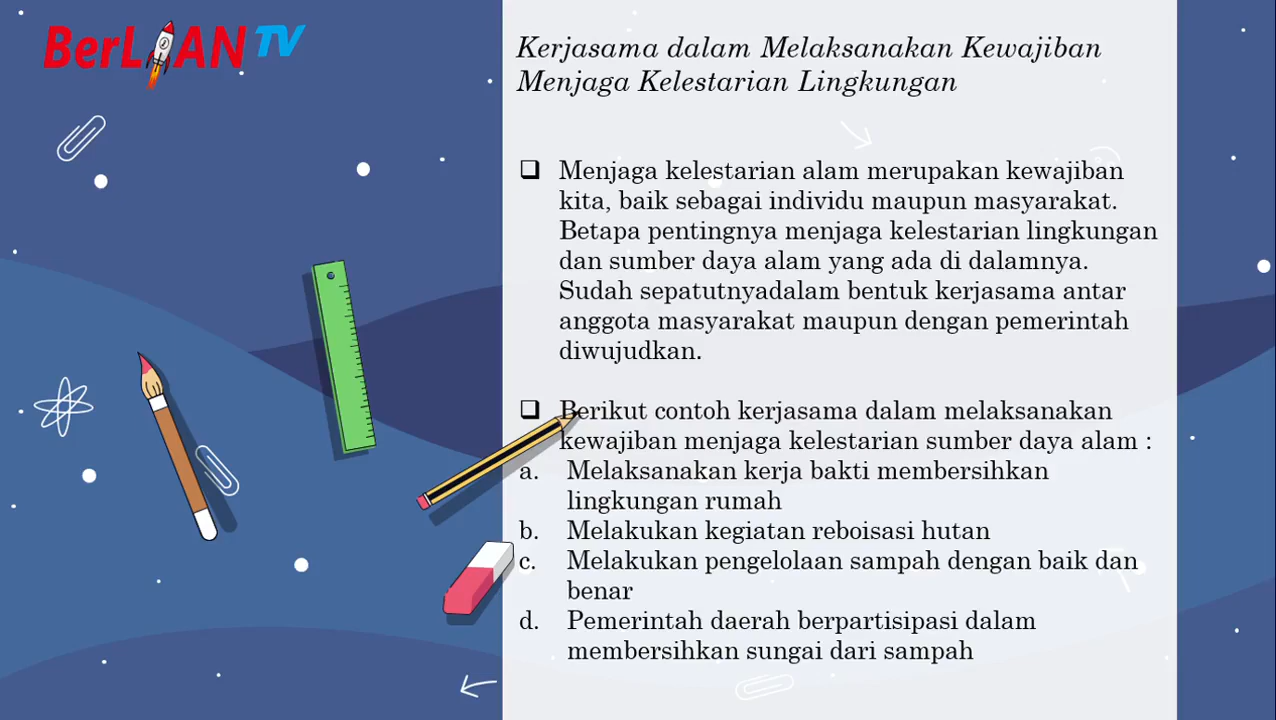 BerLIAN TV
Kerjasama dalam Melaksanakan Kewajiban
Menjaga Kelestarian Lingkungan
❑ Menjaga kelestarian alam merupakan kewajiban
kita, baik sebagai individu maupun masyarakat.
Betapa pentingnya menjaga kelestarian lingkungan
dan sumber daya alam yang ada di dalamnya.
Sudah sepatutnyadalam bentuk kerjasama antar
anggota masyarakat maupun dengan pemerintah
diwujudkan.
❑ Berikut contoh kerjasama dalam melaksanakan
kewajiban menjaga kelestarian sumber daya alam :
a. Melaksanakan kerja bakti membersihkan
lingkungan rumah
b. Melakukan kegiatan reboisasi hutan
c. Melakukan pengelolaan sampah dengan baik dan
benar
d. Pemerintah daerah berpartisipasi dalam
membersihkan sungai dari sampah